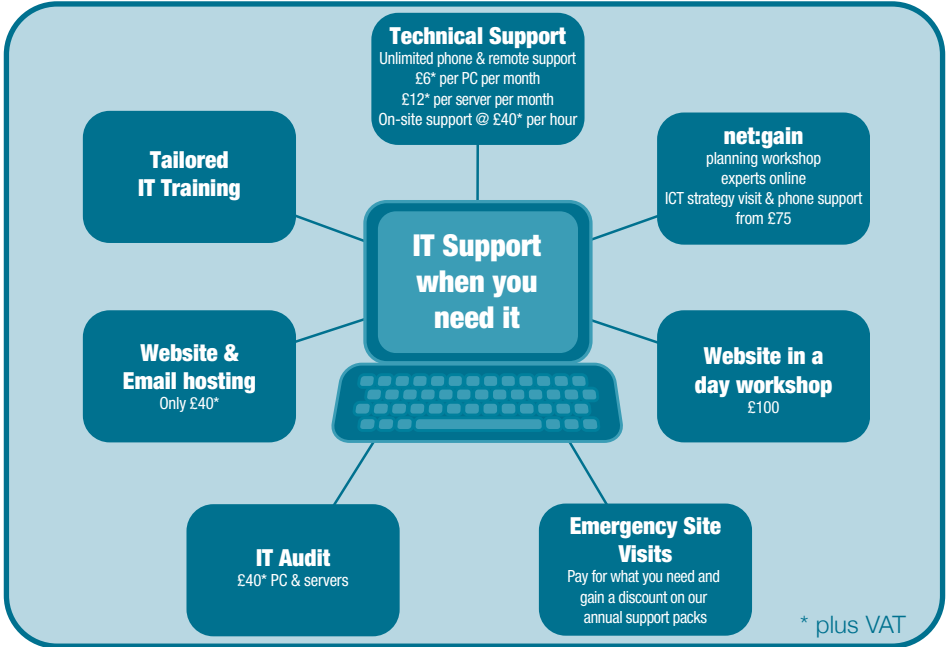 Technical Support
Unlimited phone & remote support
£6* per PC per month
£12* per server per month
On-site support @ £40* per hour
Tailored
IT Training
net:gain
planning workshop
experts online
ICT strategy visit & phone support
from £75
IT Support
when you
need it
Website &
Email hosting
Only £40*
Website in a
day workshop
£100
IT Audit
£40* PC & servers
Emergency Site
Visits
Pay for what you need and
gain a discount on our
annual support packs
* plus VAT